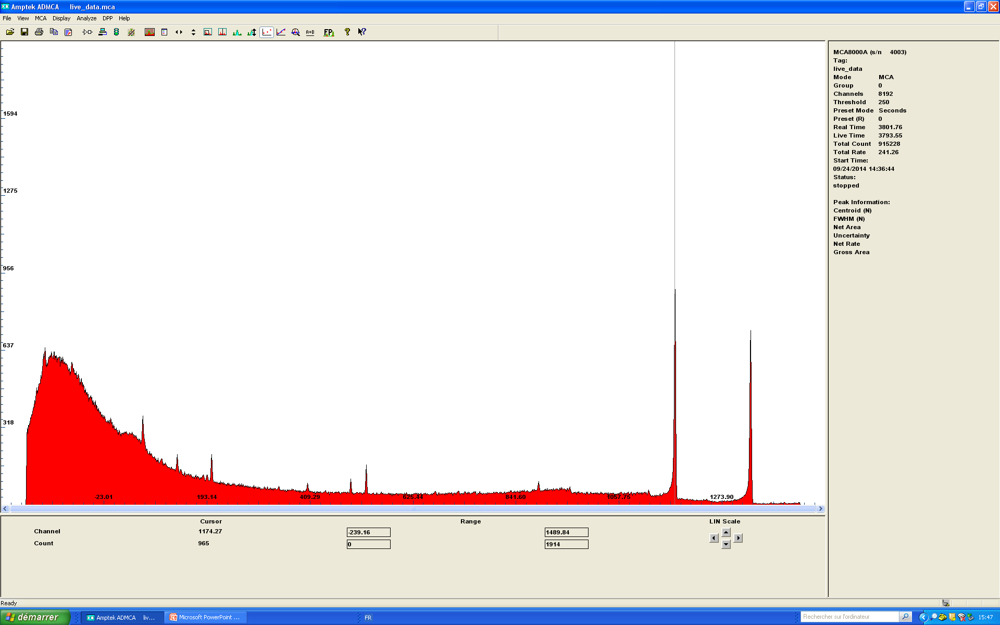 Amptek ADMCA live_data.mca
File View MCA Display Analyze DPP Help
A+B FP ? ?
1594
1275
956
637
318
-23.01 193.14 409.29 625.44 841.60 1057.75 1273.90
MCA8000A (s/n 4003)
Tag:
live_data
Mode MCA
Group 0
Channels 8192
Threshold 250
Preset Mode Seconds
Preset (R) 0
Real Time 3801.76
Live Time 3793.55
Total Count 915228
Total Rate 241.26
Start Time:
09/24/2014 14:36:44
Status:
stopped
Peak Information:
Centroid (N)
FWHM (N)
Net Area
Uncertainty
Net Rate
Gross Area
Cursor Range LIN Scale
Channel 1174.27 -239.16 1489.84
Count 965 0 1914
Ready
démarrer Amptek ADMCA liv... Microsoft PowerPoint ... FR Rechercher sur l'ordinateur 15:47